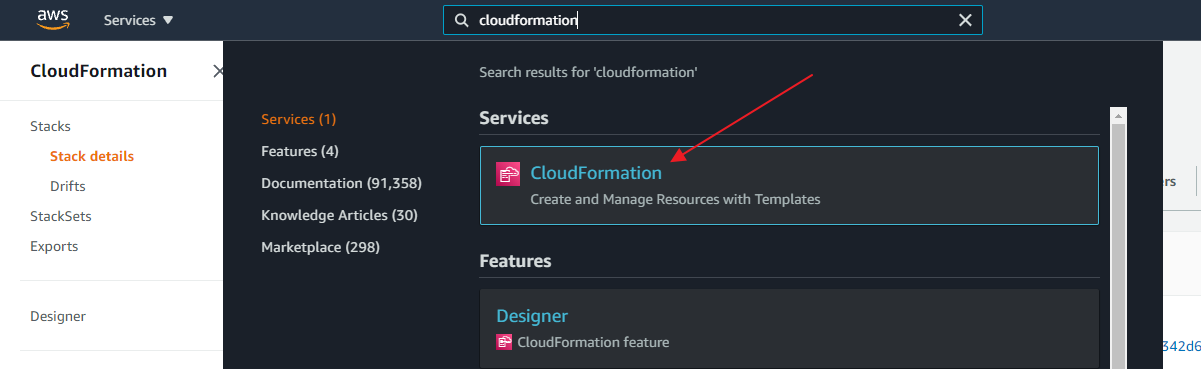 aws
Services
cloudformation
CloudFormation
Stacks
Stack details
Drifts
StackSets
Exports
Designer
Search results for 'cloudformation'
Services (1)
Features (4)
Documentation (91,358)
Knowledge Articles (30)
Marketplace (298)
Services
CloudFormation
Create and Manage Resources with Templates
Features
Designer
CloudFormation feature
ers
342d6